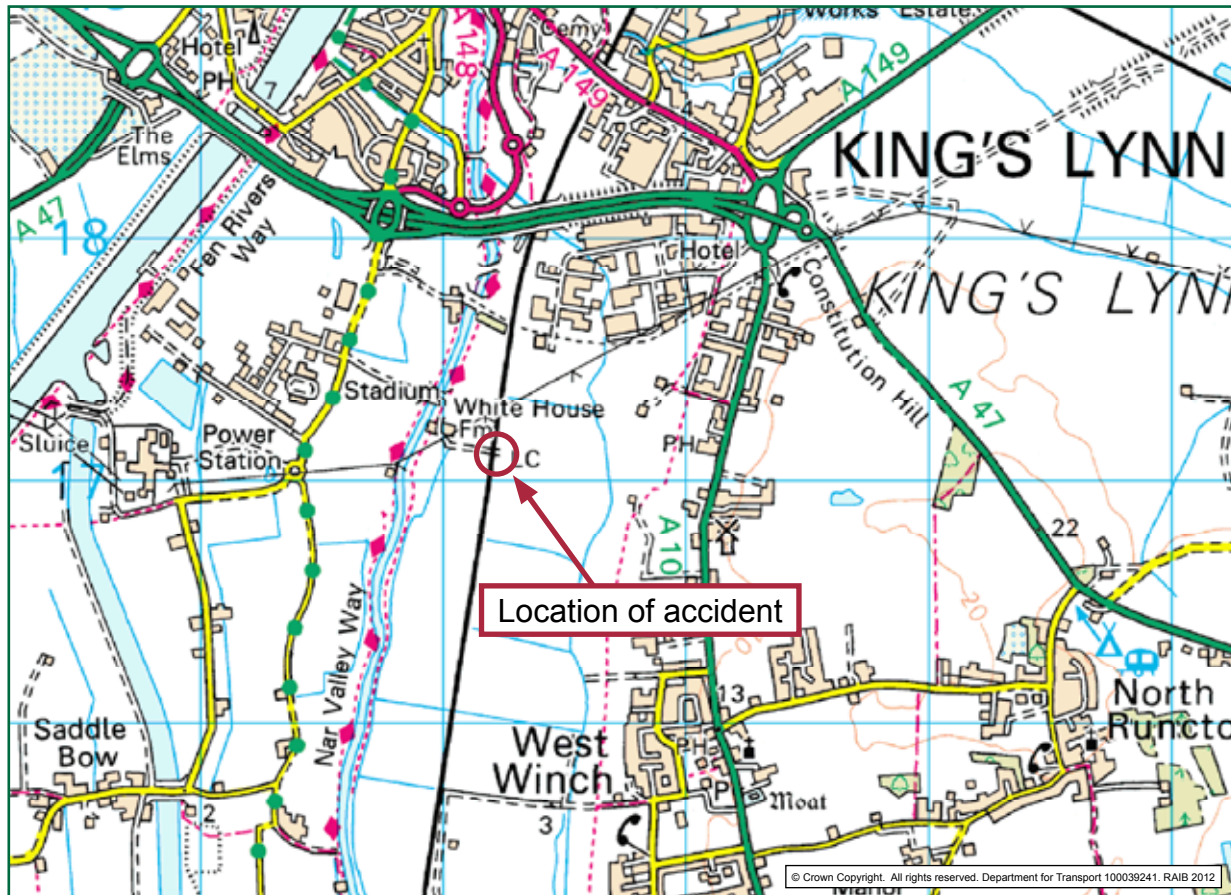 Works Estate
Hotel
Cemy
A 148
A 149
A 149
PH
7
4
The
Elms
KING'S LYNN
A 47
18
Fen Rivers
Way
Hotel
KING'S LYN
Constitution Hill
Stadium
White House
Fm
A 47
Sluice
Power
Station
PH
LC
17
A 10
22
Location of accident
20
Nar Valley Way
13
North
Runcto
Saddle
Bow
West
Winch
PH
P
Moat
2
3
Manor
© Crown Copyright. All rights reserved. Department for Transport 100039241. RAIB 2012